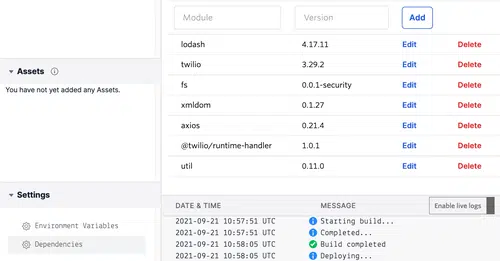 Module Version Add
lodash 4.17.11 Edit Delete
twilio 3.29.2 Edit Delete
fs 0.0.1-security Edit Delete
xmldom 0.1.27 Edit Delete
axios 0.21.4 Edit Delete
@twilio/runtime-handler 1.0.1 Edit Delete
util 0.11.0 Edit Delete
Assets
You have not yet added any Assets.
Settings
Environment Variables
Dependencies
DATE & TIME MESSAGE Enable live logs
2021-09-21 10:57:51 UTC Starting build...
2021-09-21 10:57:51 UTC Completed...
2021-09-21 10:58:05 UTC Build completed
2021-09-21 10:58:05 UTC Deploying...